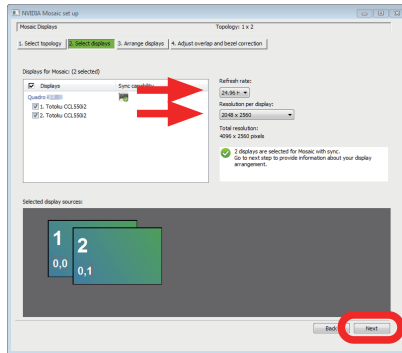 NVIDIA Mosaic set up
Mosaic Displays
Topology: 1 x 2
1. Select topology
2. Select displays
3. Arrange displays
4. Adjust overlap and bezel correction
Displays for Mosaic: (2 selected)
Displays
Sync capability
Quadro
1. Totoku CCL550i2
2. Totoku CCL550i2
Refresh rate:
24.96 H
Resolution per display:
2048 x 2560
Total resolution:
4096 x 2560 pixels
2 displays are selected for Mosaic with sync.
Go to next step to provide information about your display
arrangement.
Selected display sources:
1
0,0
2
0,1
Back
Next